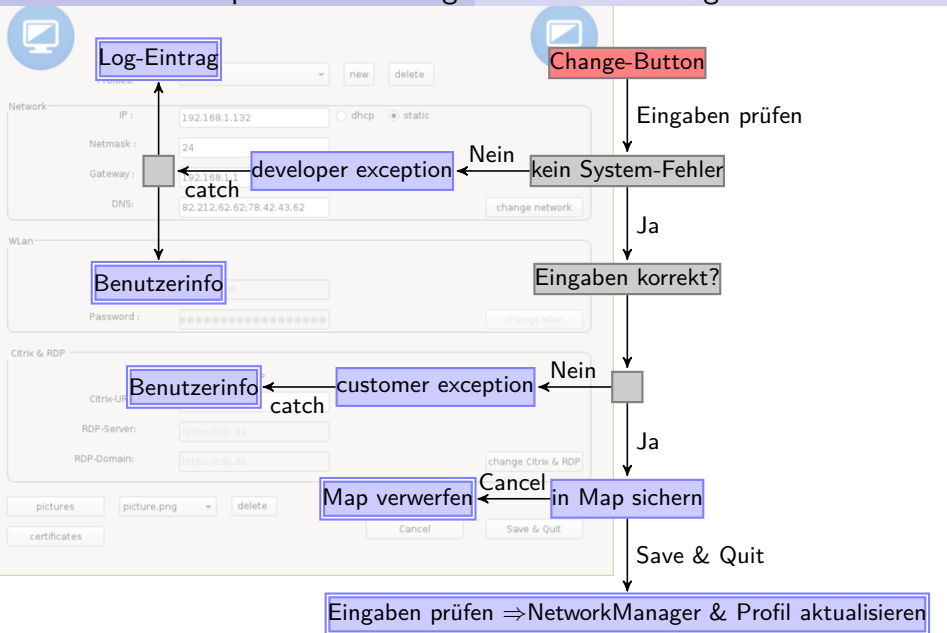 Log-Eintrag
Change-Button
new
delete
Network
Eingaben prüfen
IP :
192.168.1.132
dhcp
static
Netmask :
24
Nein
developer exception
kein System-Fehler
Gateway :
192.168.1.1
catch
DNS:
82.212.62.62;78.42.43.62
change network
Ja
WLan
Benutzerinfo
Eingaben korrekt?
Password :
change wlan
Citrix & RDP
Nein
Benutzerinfo
customer exception
catch
RDP-Server:
https://rdp.de
Ja
RDP-Domain:
https://rdp.de
change Citrix & RDP
Cancel
Map verwerfen
in Map sichern
pictures
picture.png
delete
Cancel
Save & Quit
certificates
Save & Quit
Eingaben prüfen ⇒NetworkManager & Profil aktualisieren